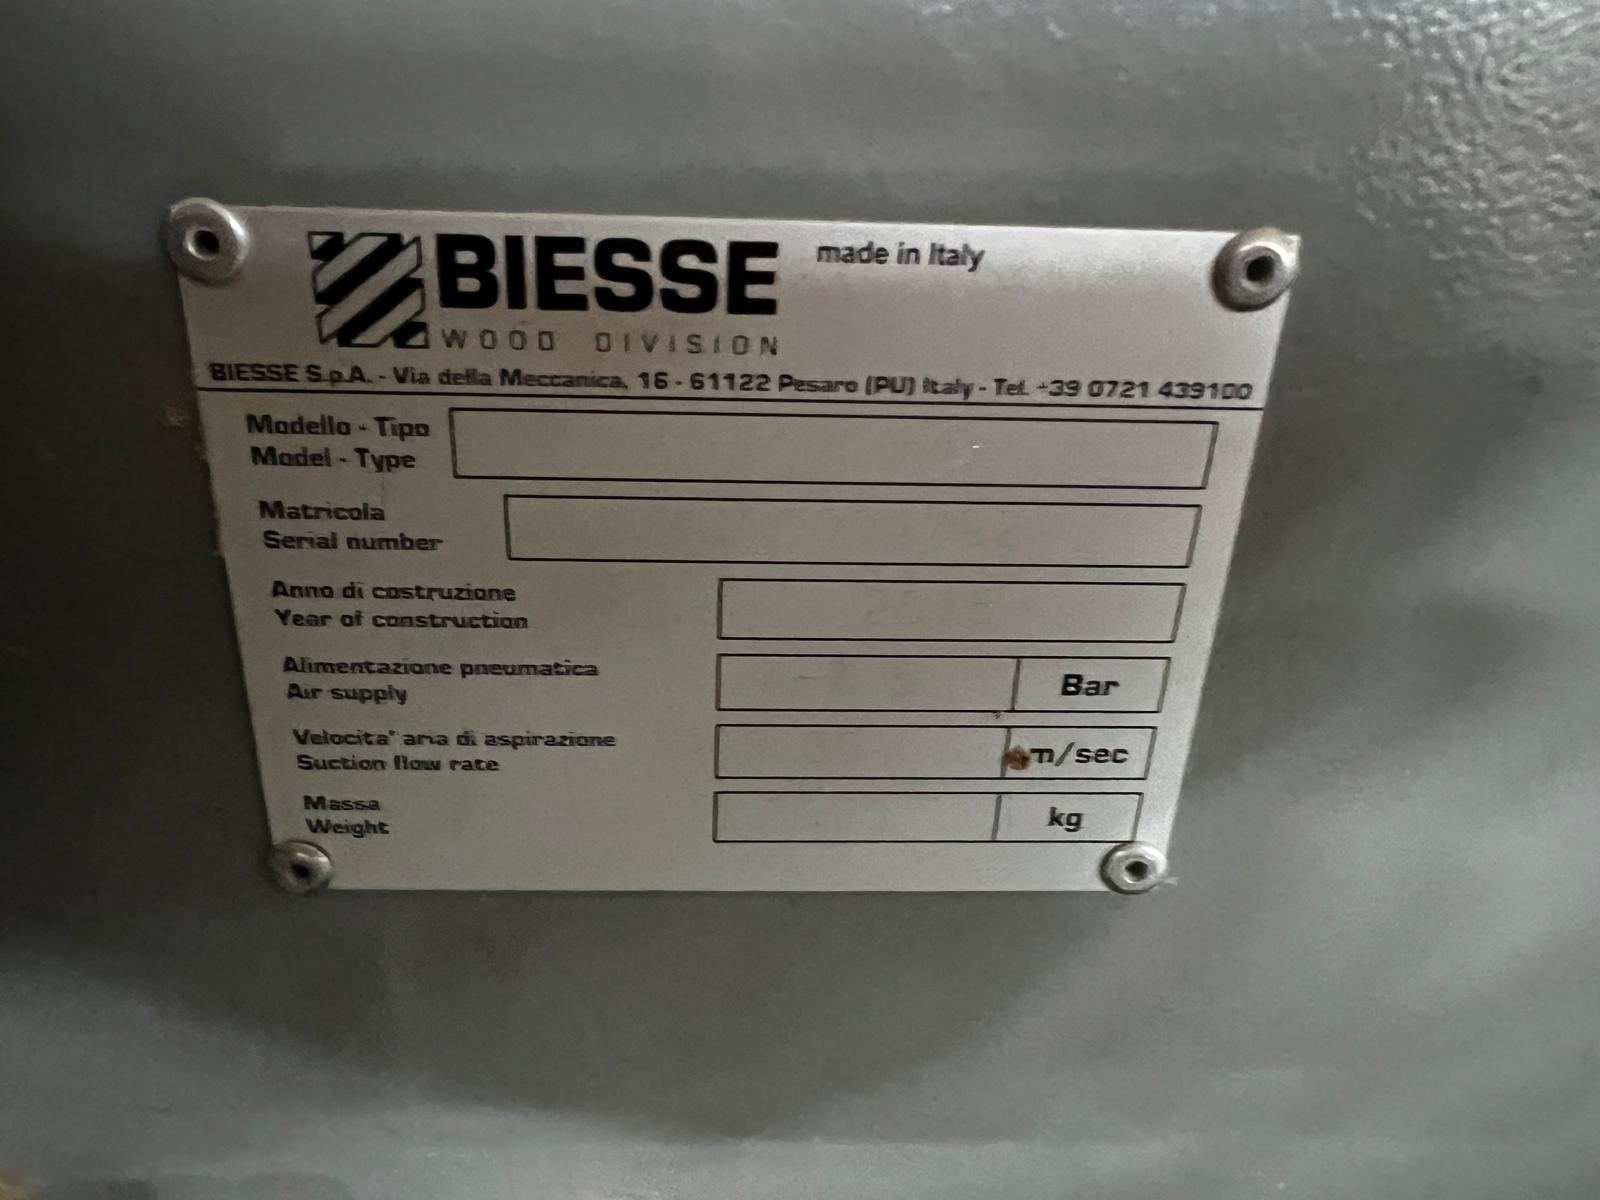 BIESSE made in Italy
WOOD DIVISION
BIESSE S.p.A. - Via della Meccanica, 16 - 61122 Pesaro (PU) Italy - Tel. +39 0721 439100
Modello - Tipo
Model - Type
Matricola
Serial number
Anno di costruzione
Year of construction
Alimentazione pneumatica
Air supply
Bar
Velocita' aria di aspirazione
Suction flow rate
m/sec
Massa
Weight
kg